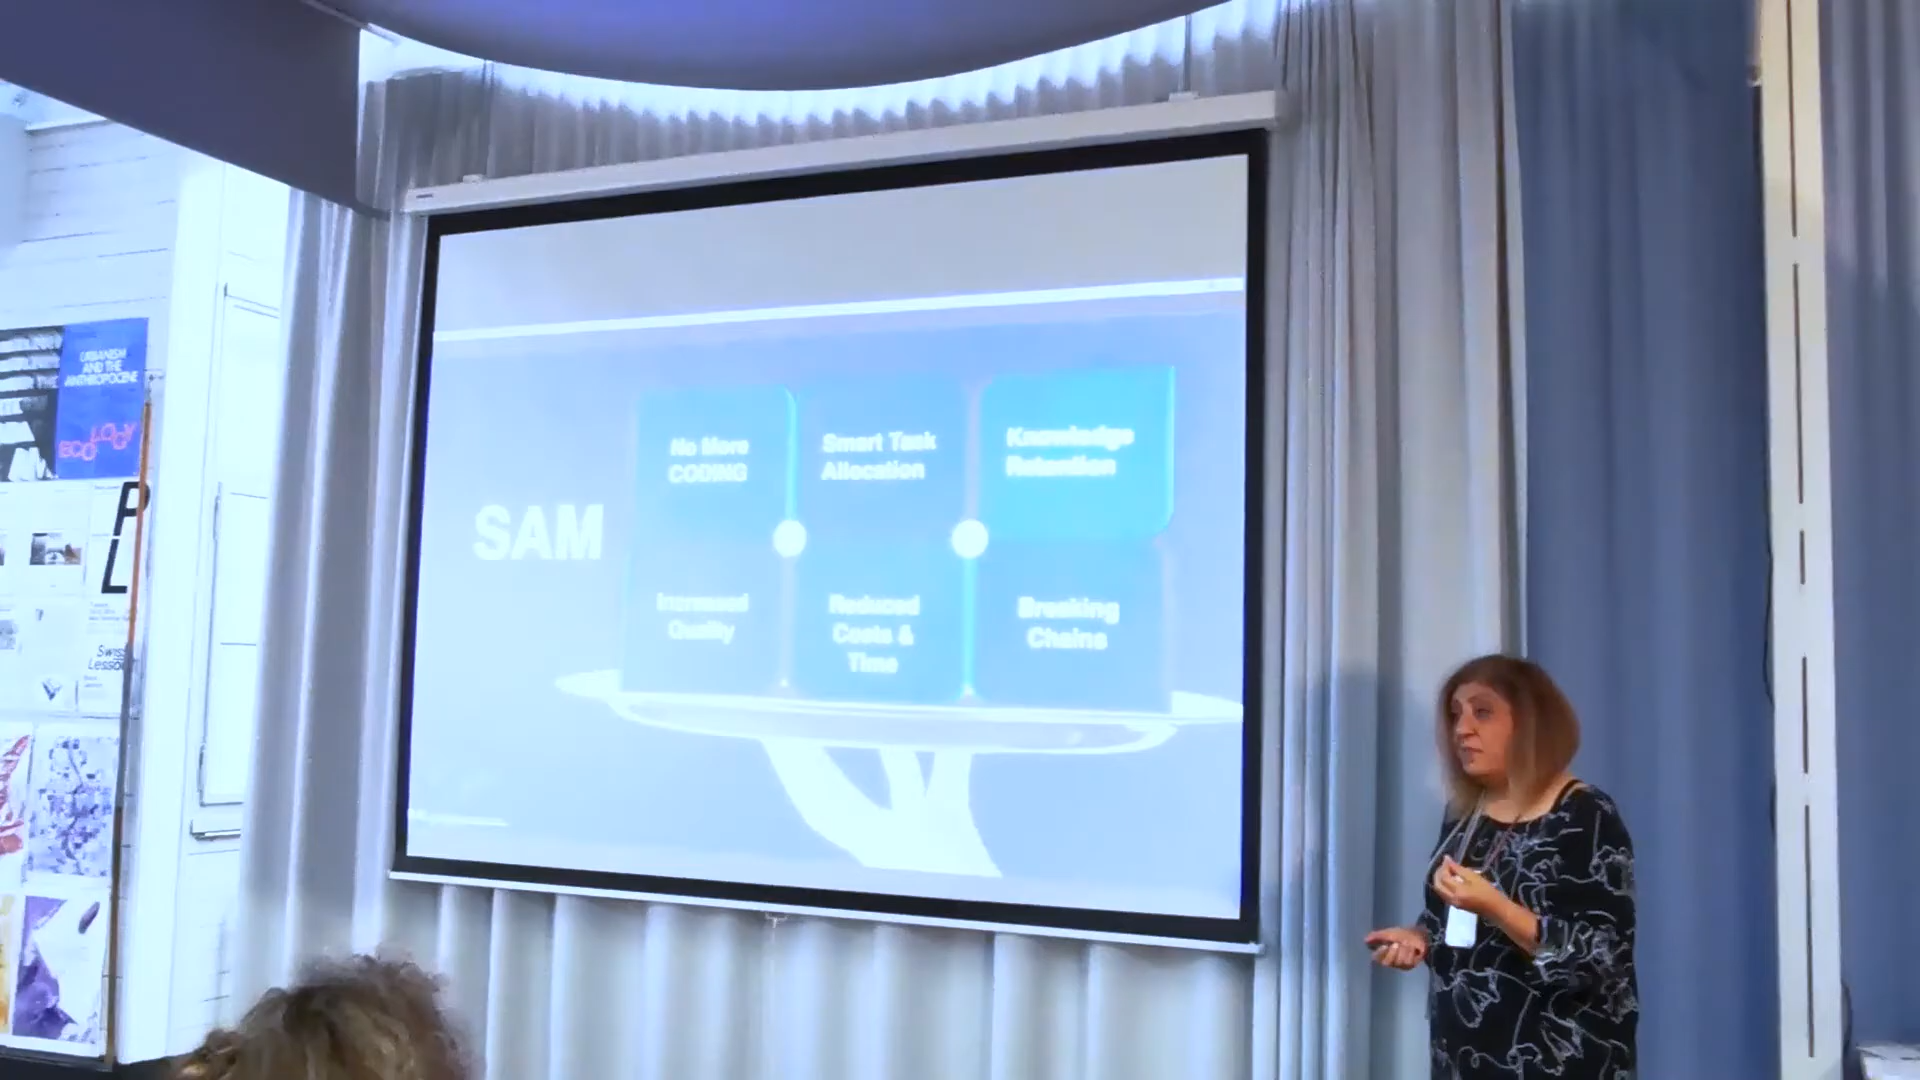 URBANISM
AND THE
ANTHROPOCENE
ECOLOGY
Swiss
SAM
No More
CODING
Smart Task
Allocation
Knowledge
Retention
Increased
Quality
Reduced
Costs &
Time
Breaking
Chains